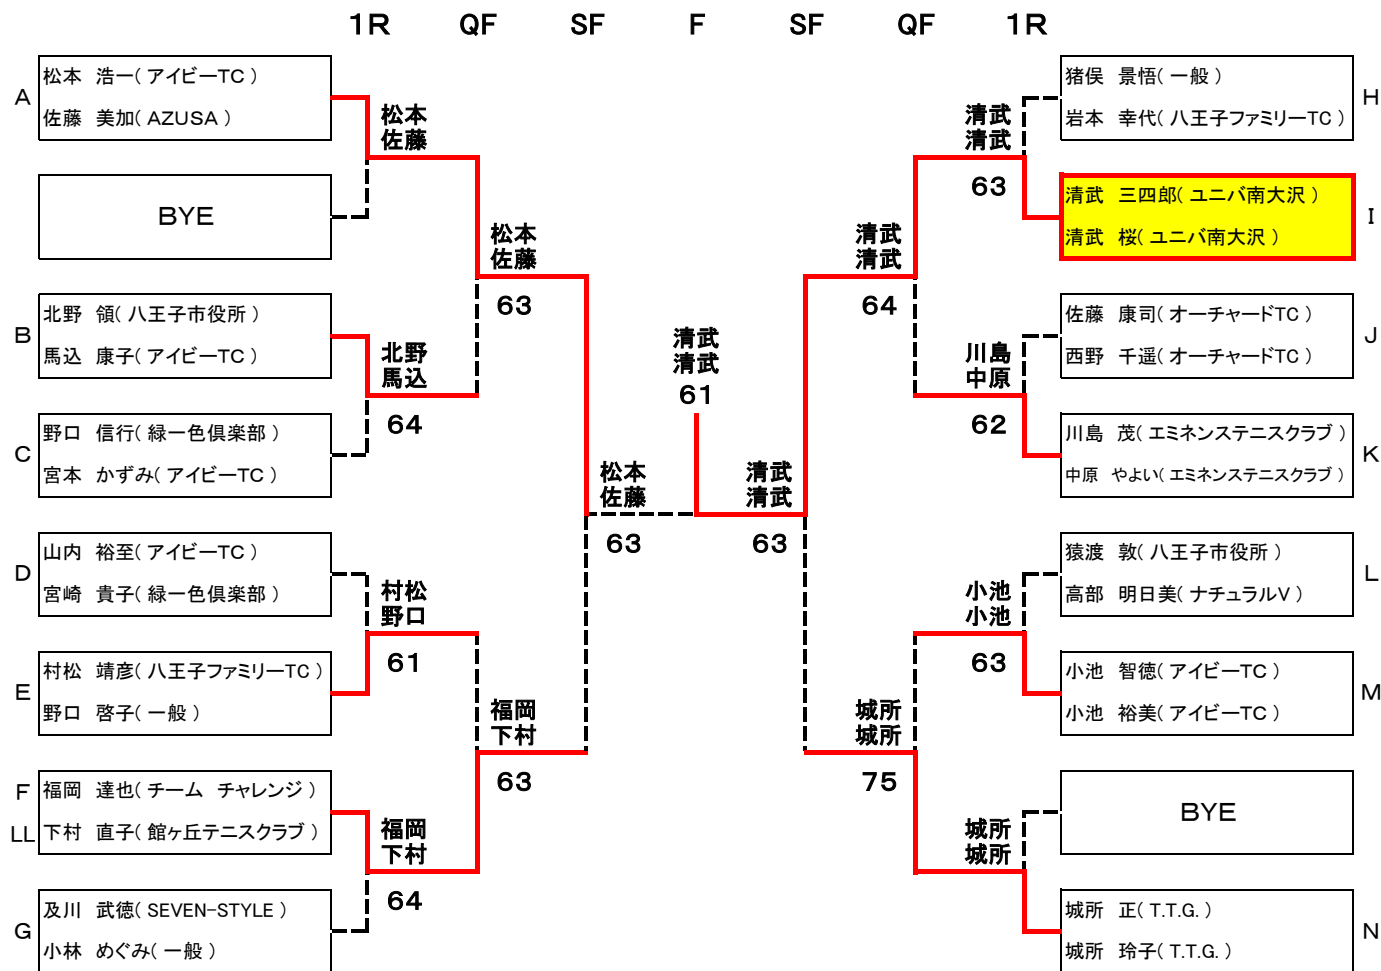 1R QF SF F SF QF 1R
A
松本 浩一( アイビーTC )
佐藤 美加( AZUSA )
BYE
B
北野 領( 八王子市役所 )
馬込 康子( アイビーTC )
C
野口 信行( 緑一色倶楽部 )
宮本 かずみ( アイビーTC )
D
山内 裕至( アイビーTC )
宮崎 貴子( 緑一色倶楽部 )
E
村松 靖彦( 八王子ファミリーTC )
野口 啓子( 一般 )
F
LL
福岡 達也( チーム チャレンジ )
下村 直子( 館ヶ丘テニスクラブ )
G
及川 武徳( SEVEN-STYLE )
小林 めぐみ( 一般 )
松本
佐藤
北野
馬込
64
村松
野口
61
福岡
下村
64
松本
佐藤
63
福岡
下村
63
松本
佐藤
63
清武
清武
61
清武
清武
63
清武
清武
64
城所
城所
75
清武
清武
63
川島
中原
62
小池
小池
63
城所
城所
猪俣 景悟( 一般 )
岩本 幸代( 八王子ファミリーTC )
H
清武 三四郎( ユニバ南大沢 )
清武 桜( ユニバ南大沢 )
I
佐藤 康司( オーチャードTC )
西野 千遥( オーチャードTC )
J
川島 茂( エミネンステニスクラブ )
中原 やよい( エミネンステニスクラブ )
K
猿渡 敦( 八王子市役所 )
高部 明日美( ナチュラルV )
L
小池 智徳( アイビーTC )
小池 裕美( アイビーTC )
M
BYE
城所 正( T.T.G. )
城所 玲子( T.T.G. )
N